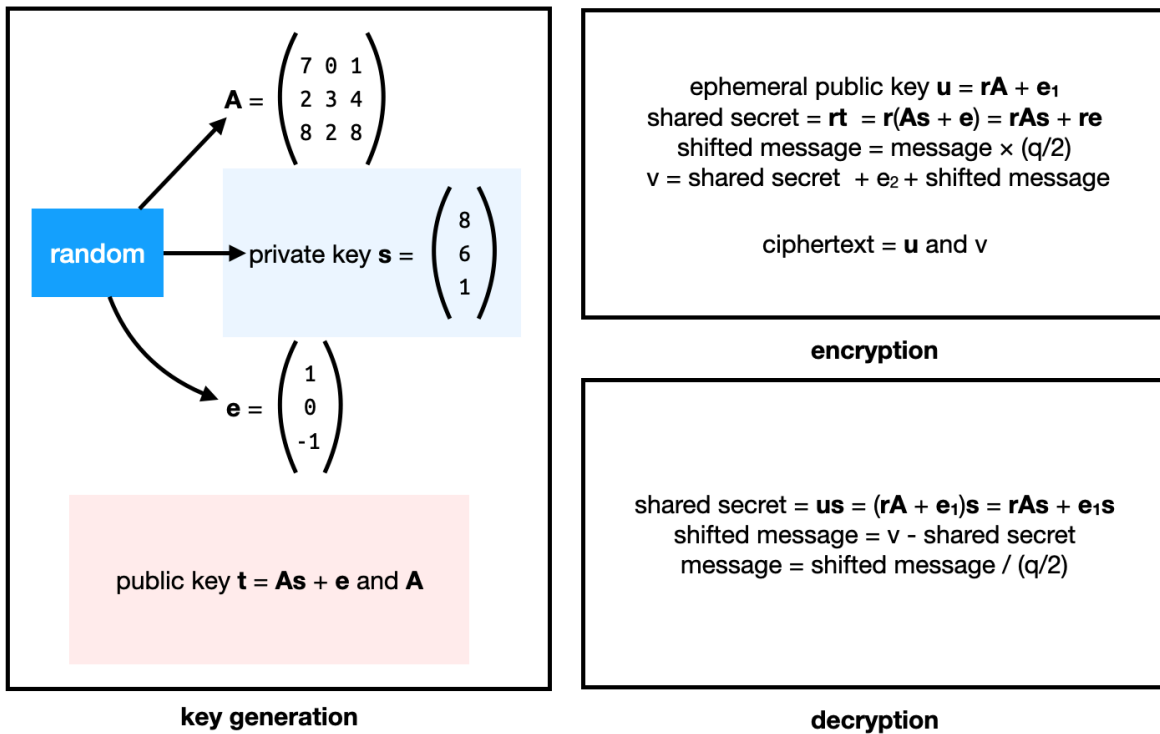 A = 
7 0 1
2 3 4
8 2 8
random
private key s =
8
6
1
e =
1
0
-1
public key t = As + e and A
key generation
ephemeral public key u = rA + e₁
shared secret = rt = r(As + e) = rAs + re
shifted message = message × (q/2)
v = shared secret + e₂ + shifted message
ciphertext = u and v
encryption
shared secret = us = (rA + e₁)s = rAs + e₁s
shifted message = v - shared secret
message = shifted message / (q/2)
decryption